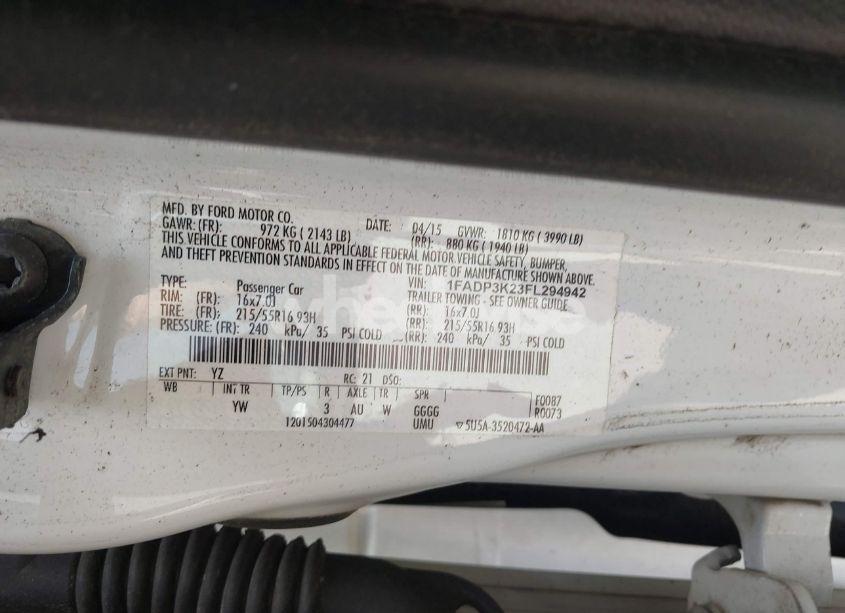 MFD. BY FORD MOTOR CO. DATE: 04/15 GVWR: 1810 KG ( 3990 LB)
GAWR: (FR): 972 KG ( 2143 LB) (RR): 880 KG ( 1940 LB)
THIS VEHICLE CONFORMS TO ALL APPLICABLE FEDERAL MOTOR VEHICLE SAFETY, BUMPER,
AND THEFT PREVENTION STANDARDS IN EFFECT ON THE DATE OF MANUFACTURE SHOWN ABOVE.
VIN: 1FADP3K23FL294942
TYPE: Passenger Car TRAILER TOWING - SEE OWNER GUIDE
RIM: (FR): 16x7.0J (RR): 16x7.0J
TIRE: (FR): 215/55R16 93H (RR): 215/55R16 93H
PRESSURE: (FR): 240 kPa/ 35 PSI COLD (RR): 240 kPa/ 35 PSI COLD
EXT PNT: YZ RC: 21 DSO:
WB INT TR TP/PS R AXLE TR SPR F0087
YW 3 AU W GGGG R0073
1201504304477 UMU ▽5U5A-3520472-AA